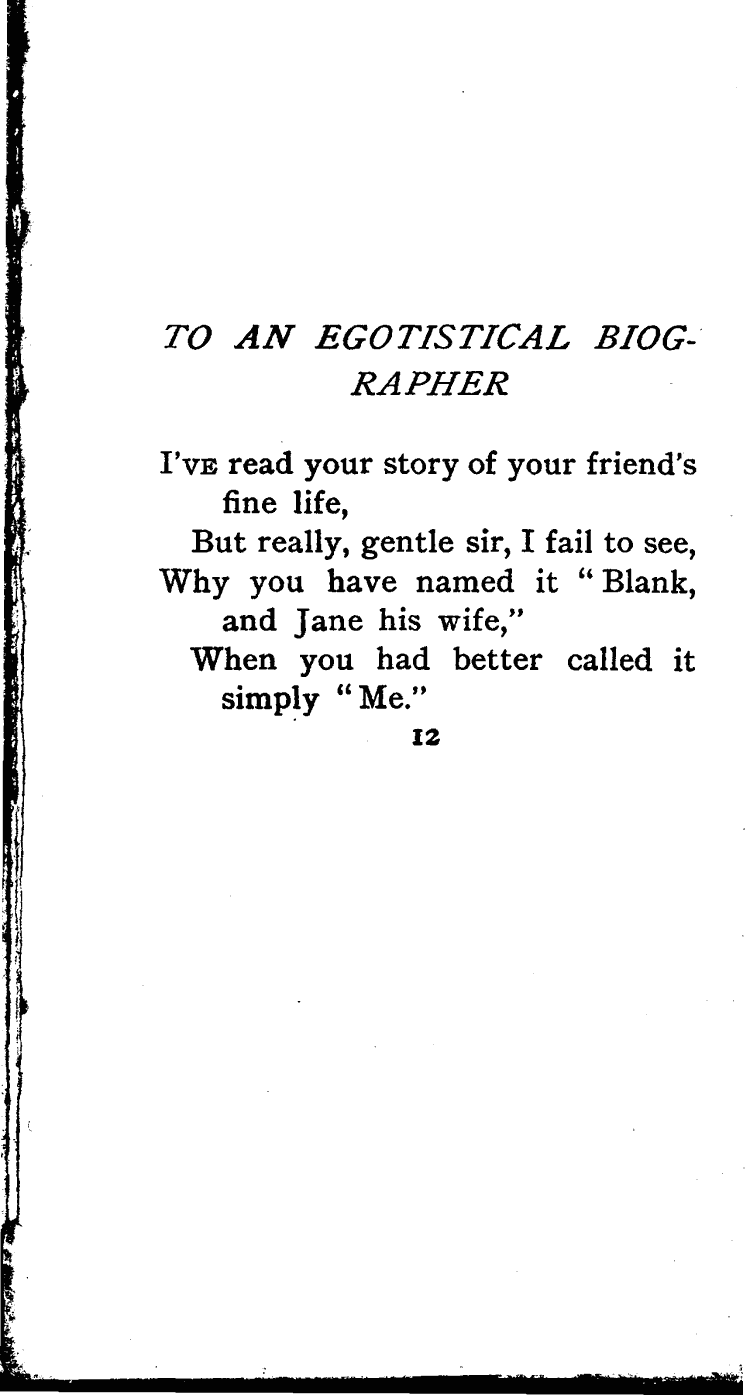 TO AN EGOTISTICAL BIOG-
RAPHER
I'VE read your story of your friend's
fine life,
But really, gentle sir, I fail to see,
Why you have named it “Blank,
and Jane his wife,”
When you had better called it
simply “Me.”
12